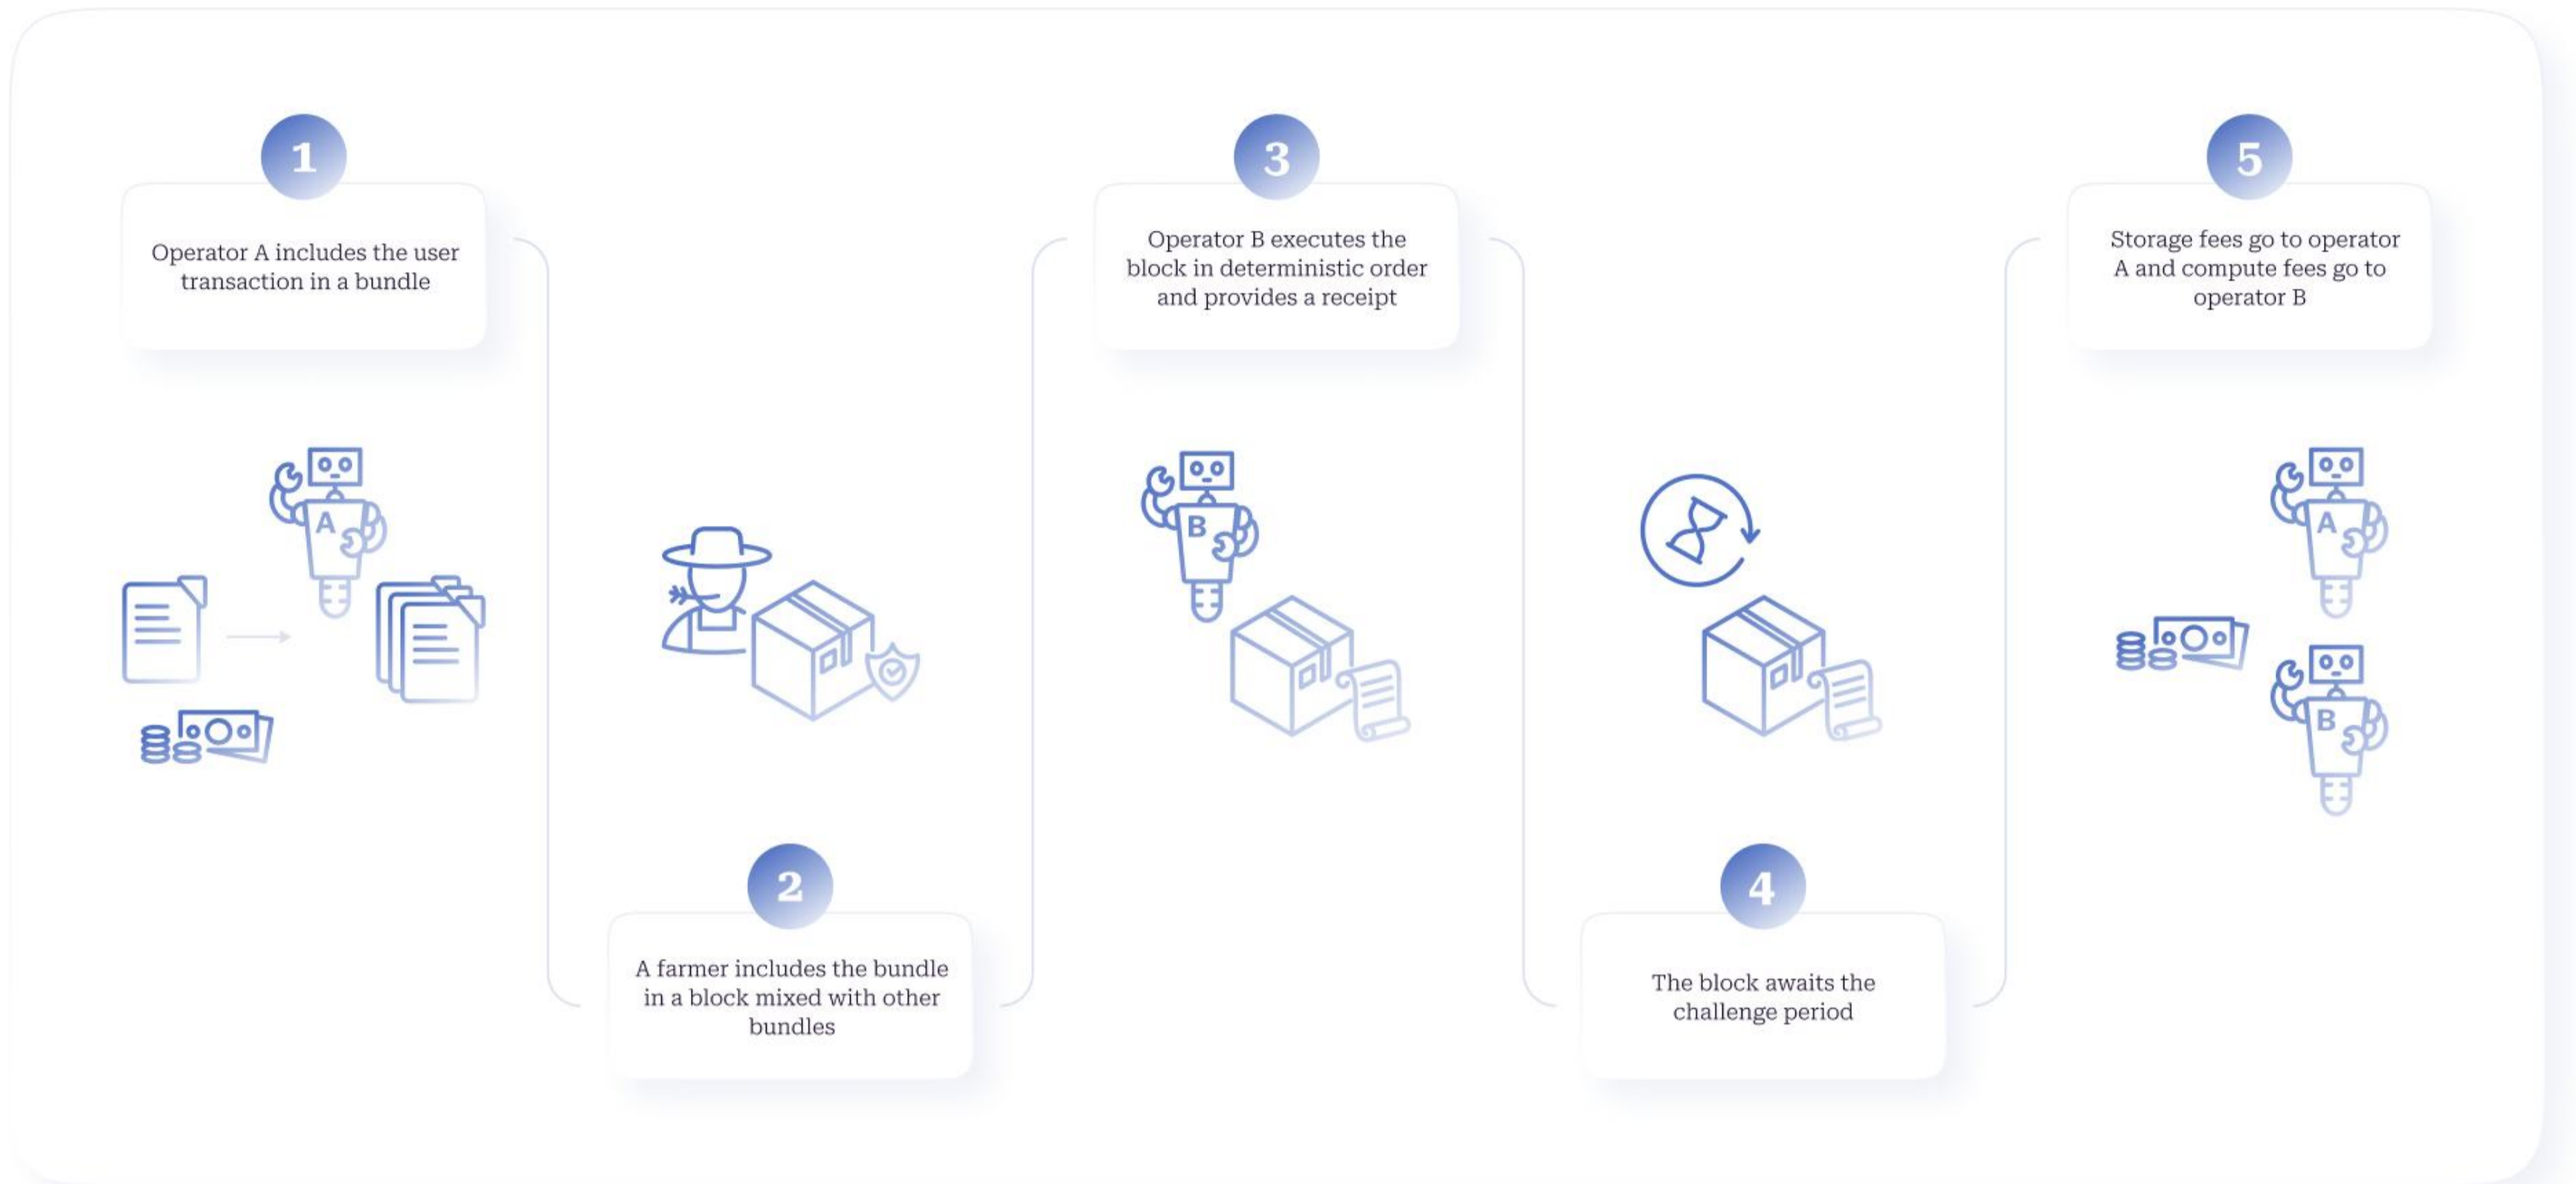 1
Operator A includes the user
transaction in a bundle
A
2
A farmer includes the bundle
in a block mixed with other
bundles
3
Operator B executes the
block in deterministic order
and provides a receipt
B
4
The block awaits the
challenge period
5
Storage fees go to operator
A and compute fees go to
operator B
A
B